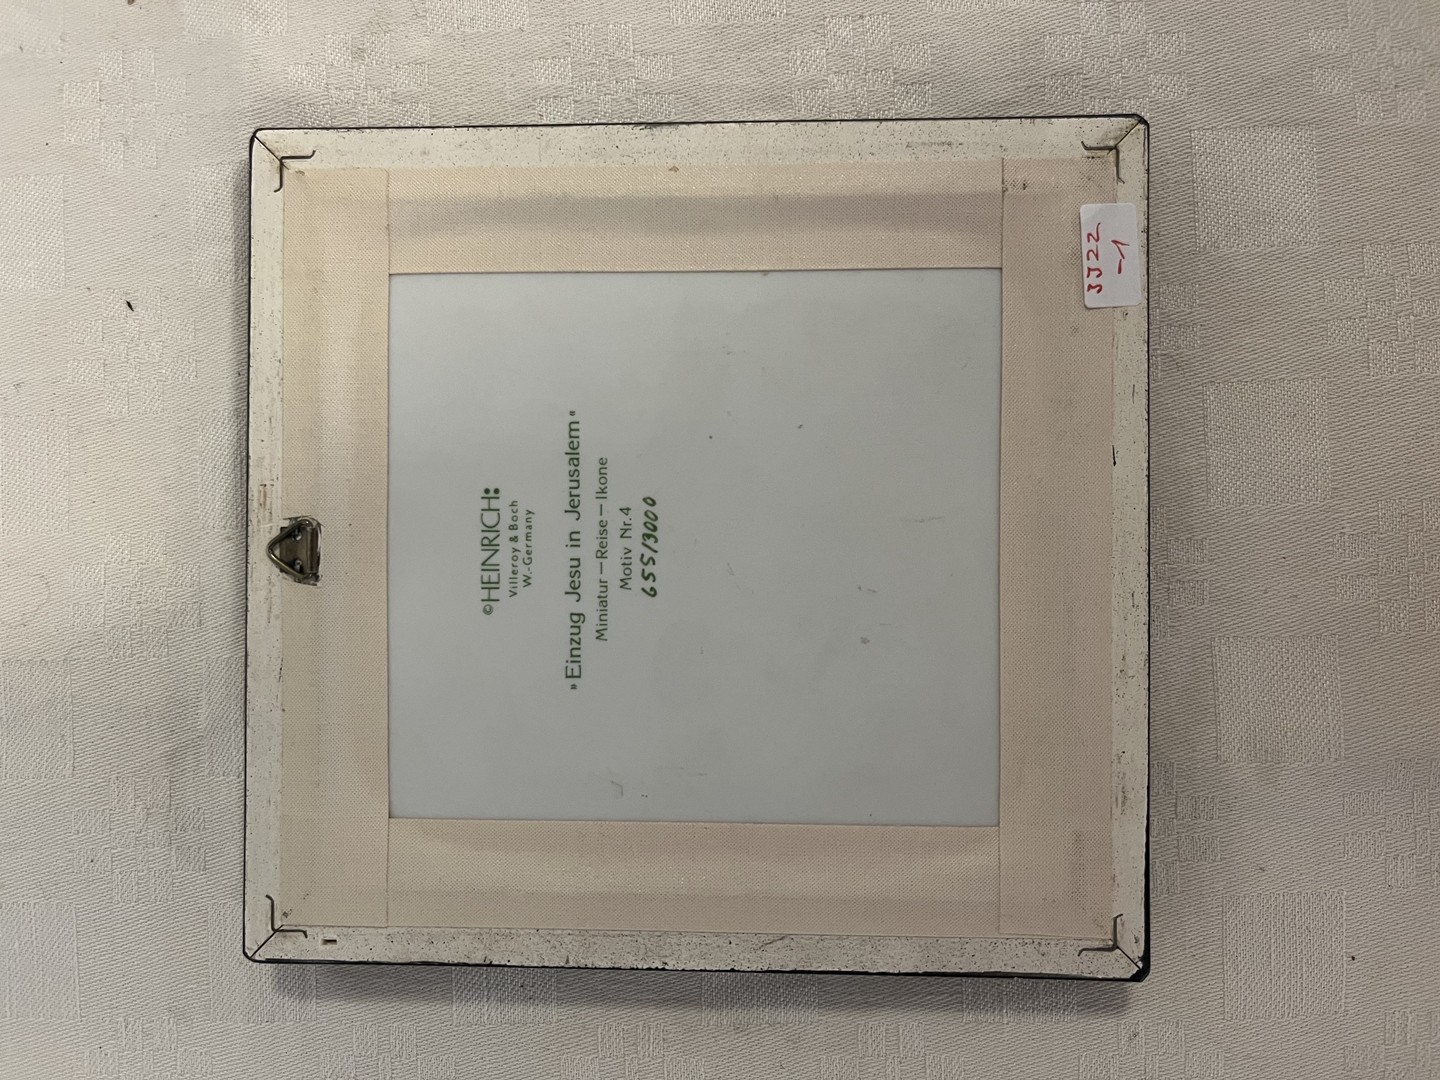 ©HEINRICH:
Villeroy & Boch
W.-Germany
»Einzug Jesu in Jerusalem«
Miniatur–Reise–Ikone
Motiv Nr.4
655/3000
3J22
-1